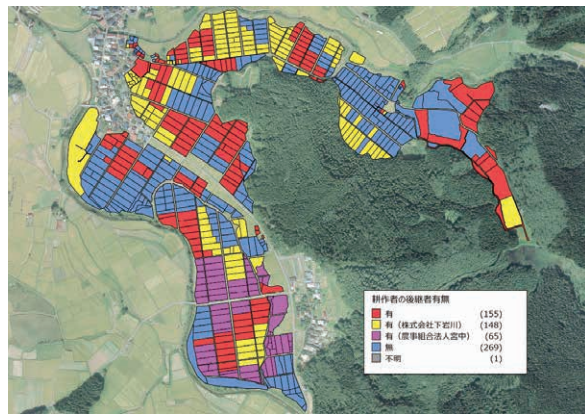 耕作者の後継者有無
有 (155)
有（株式会社下岩川） (148)
有（農事組合法人宮中） (65)
無 (269)
不明 (1)